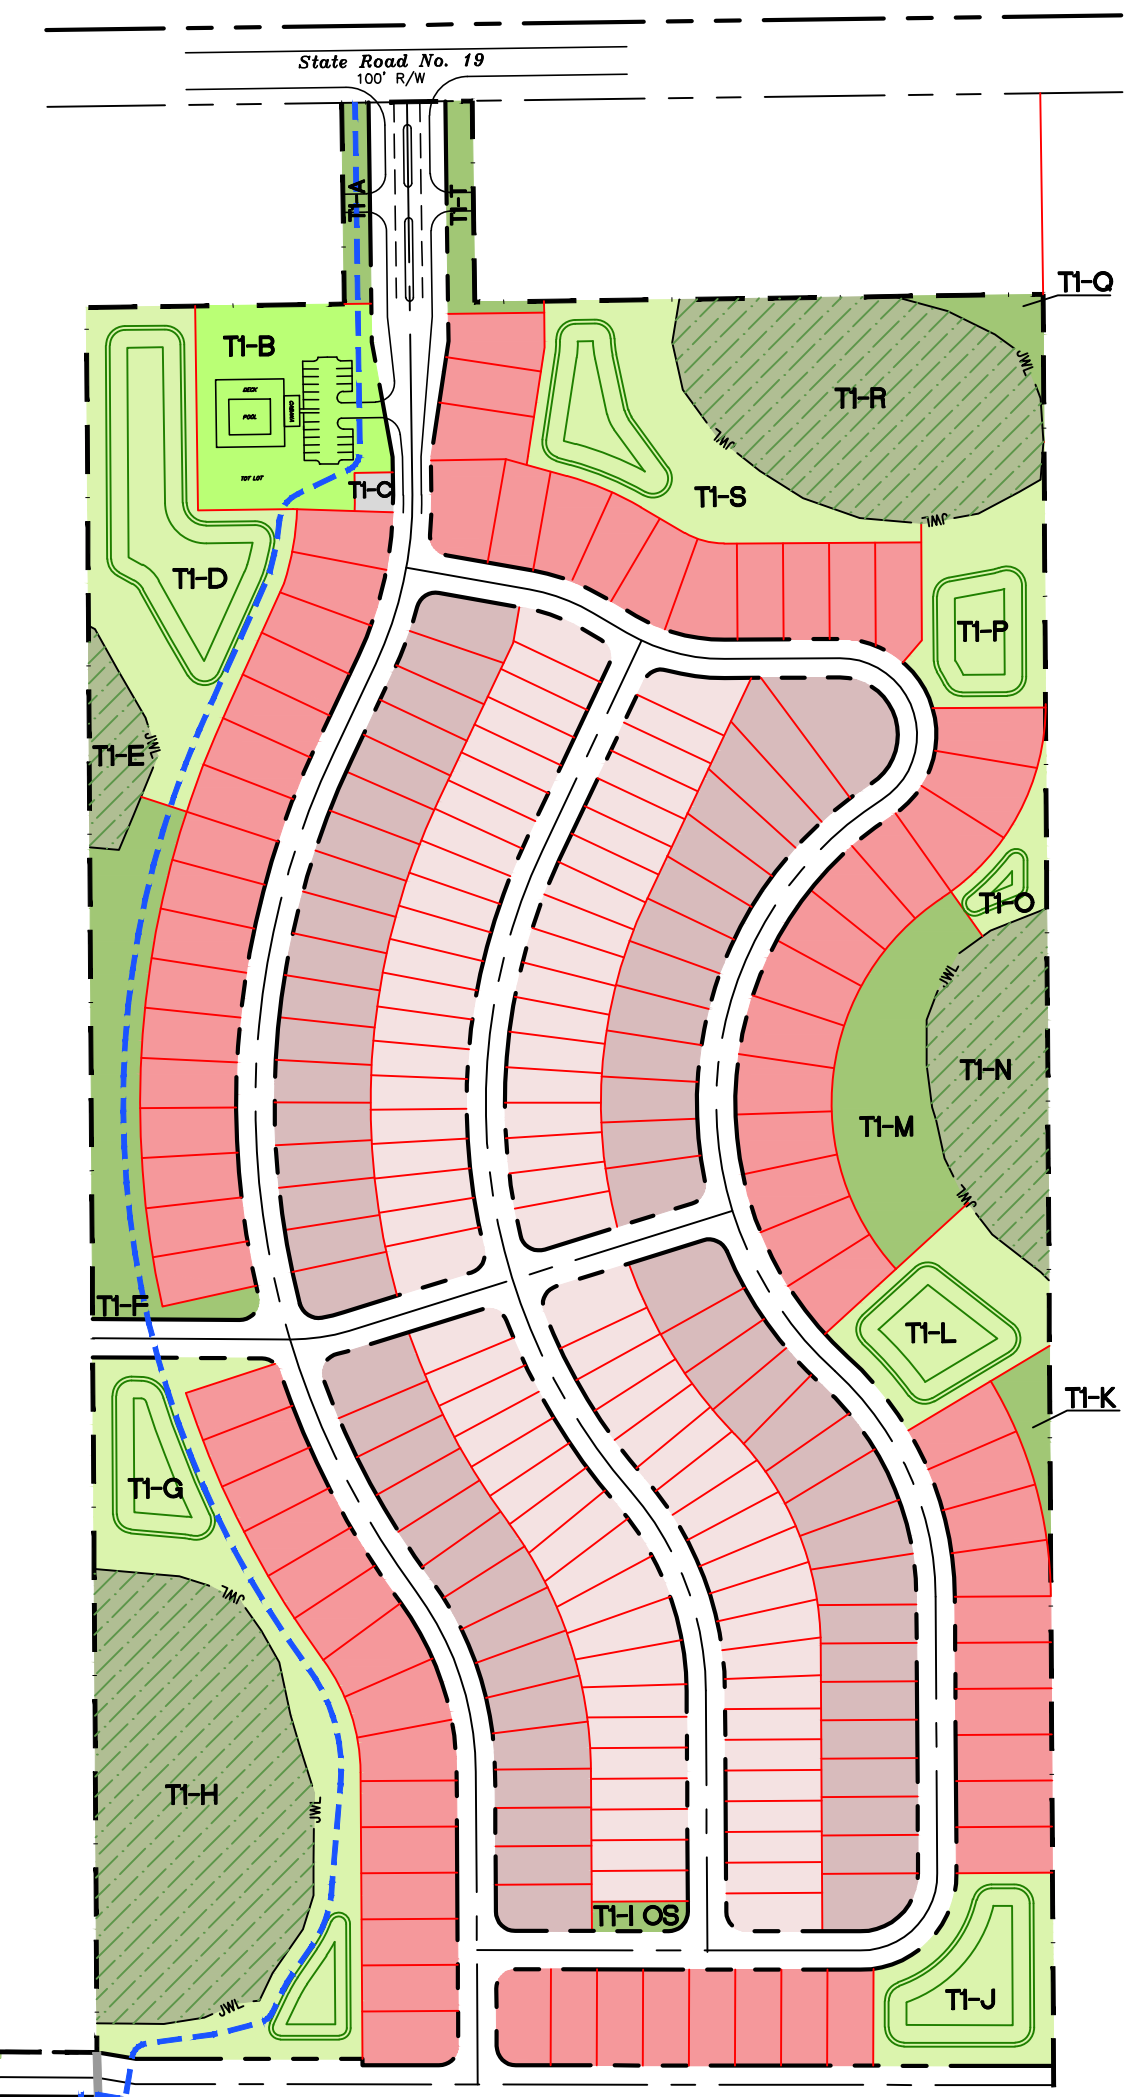 State Road No. 19
100' R/W
T1-A
T1-T
T1-Q
T1-B
DECK
POOL
CABANA
TOT LOT
T1-C
JWL
T1-R
JWL
T1-S
JWL
T1-D
T1-P
T1-E
JWL
T1-O
JWL
T1-N
T1-M
JWL
T1-F
T1-L
T1-K
T1-G
JWL
T1-H
JWL
T1-I OS
T1-J
JWL